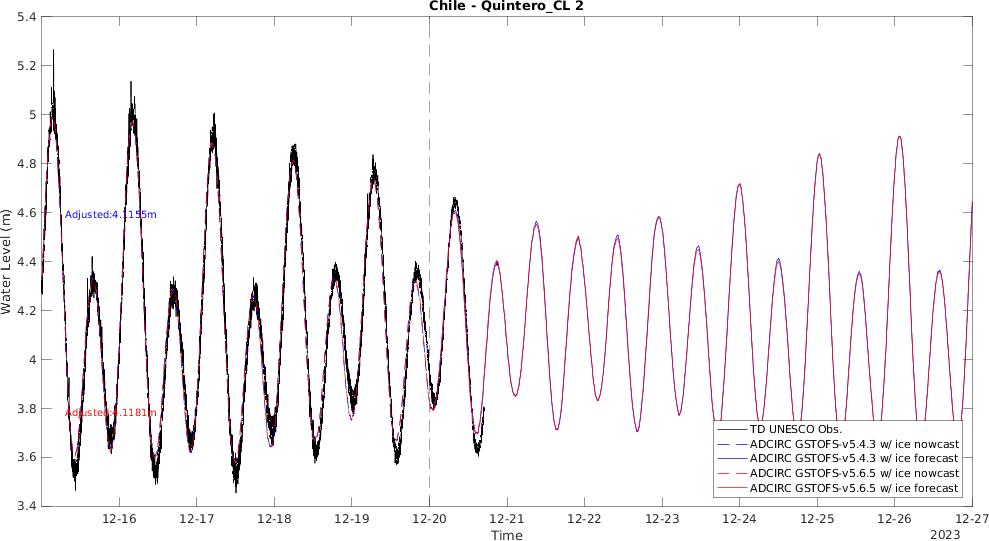 Chile - Quintero_CL 2
Water Level (m)
5.4
5.2
5
4.8
4.6
4.4
4.2
4
3.8
3.6
3.4
Adjusted:4.1155m
Adjusted:4.1181m
TD UNESCO Obs.
ADCIRC GSTOFS-v5.4.3 w/ ice nowcast
ADCIRC GSTOFS-v5.4.3 w/ ice forecast
ADCIRC GSTOFS-v5.6.5 w/ ice nowcast
ADCIRC GSTOFS-v5.6.5 w/ ice forecast
12-16 12-17 12-18 12-19 12-20 12-21 12-22 12-23 12-24 12-25 12-26 12-27
Time
2023